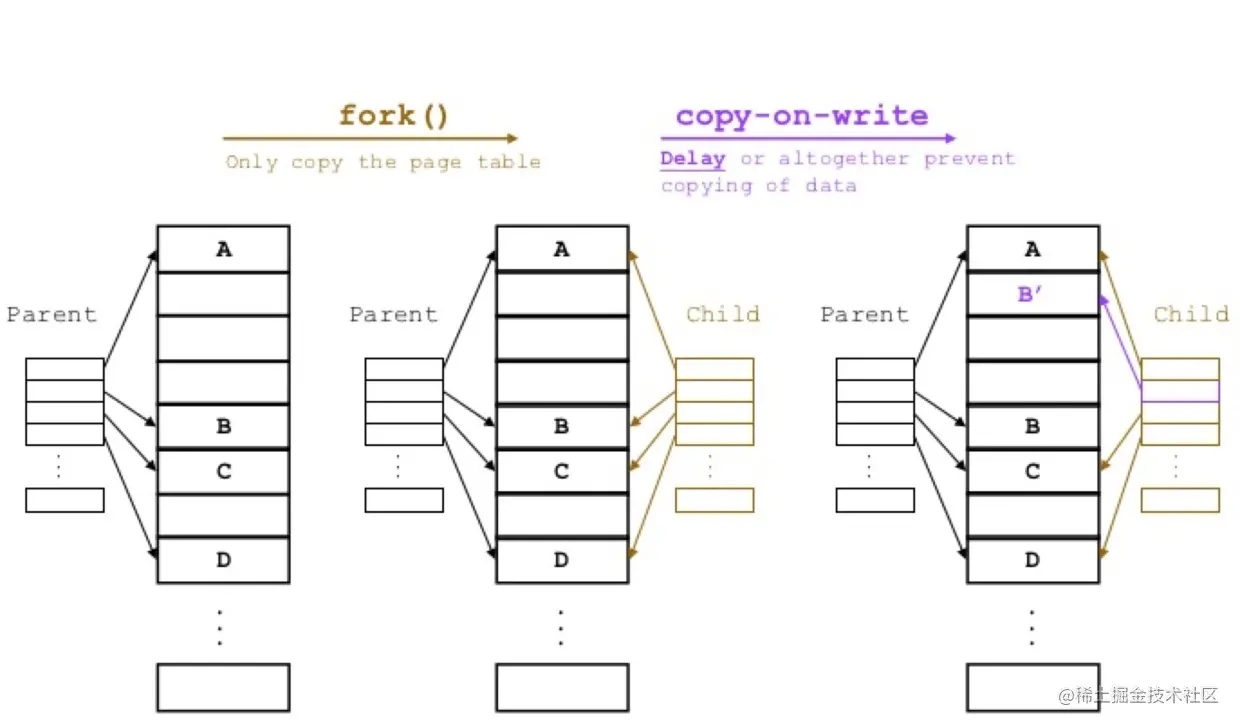 fork()
Only copy the page table
copy-on-write
Delay or altogether prevent
copying of data
Parent
A
B
C
D
Parent
A
B
C
D
Child
Parent
A
B′
B
C
D
Child
@稀土掘金技术社区